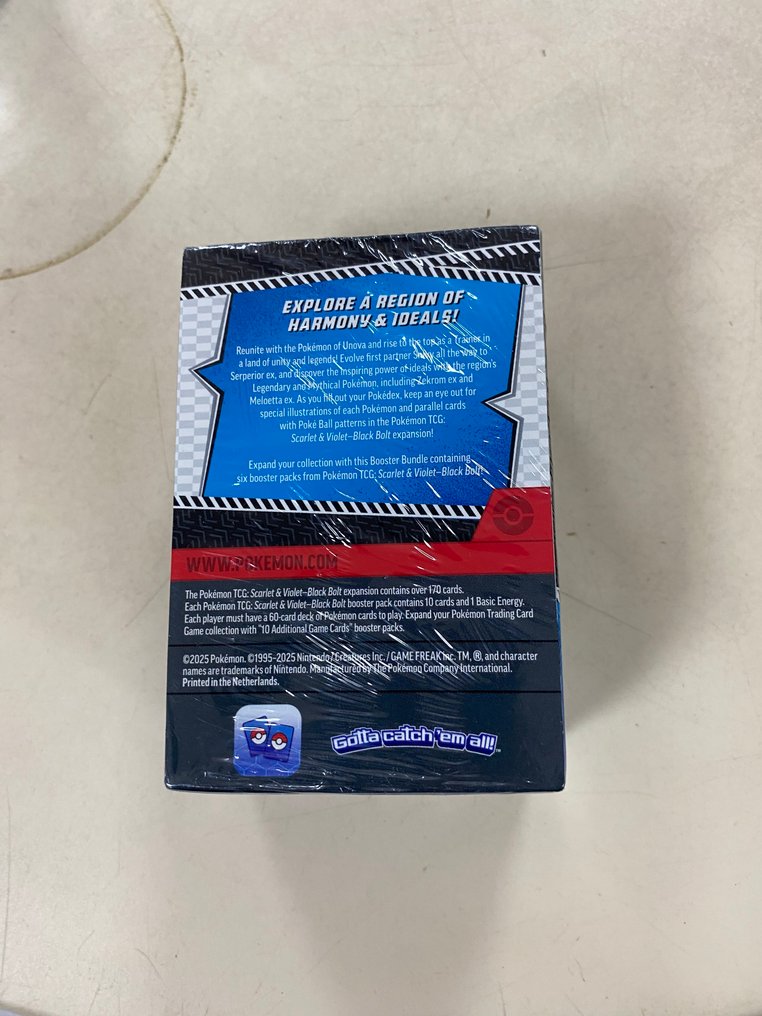 EXPLORE A REGION OF
HARMONY & IDEALS!
Reunite with the Pokémon of Unova and rise to the top as a Trainer in
a land of unity and legends! Evolve first partner Snivy all the way to
Serperior ex, and discover the inspiring power of ideals with the region's
Legendary and Mythical Pokémon, including Zekrom ex and
Meloetta ex. As you fill out your Pokédex, keep an eye out for
special illustrations of each Pokémon and parallel cards
with Poké Ball patterns in the Pokémon TCG:
Scarlet & Violet—Black Bolt expansion!
Expand your collection with this Booster Bundle containing
six booster packs from Pokémon TCG: Scarlet & Violet—Black Bolt!
WWW.POKEMON.COM
The Pokémon TCG: Scarlet & Violet—Black Bolt expansion contains over 170 cards.
Each Pokémon TCG: Scarlet & Violet—Black Bolt booster pack contains 10 cards and 1 Basic Energy.
Each player must have a 60-card deck of Pokémon cards to play. Expand your Pokémon Trading Card
Game collection with "10 Additional Game Cards" booster packs.
©2025 Pokémon. ©1995–2025 Nintendo / Creatures Inc. / GAME FREAK inc. TM, ®, and character
names are trademarks of Nintendo. Manufactured by The Pokémon Company International.
Printed in the Netherlands.
Gotta catch 'em all!™